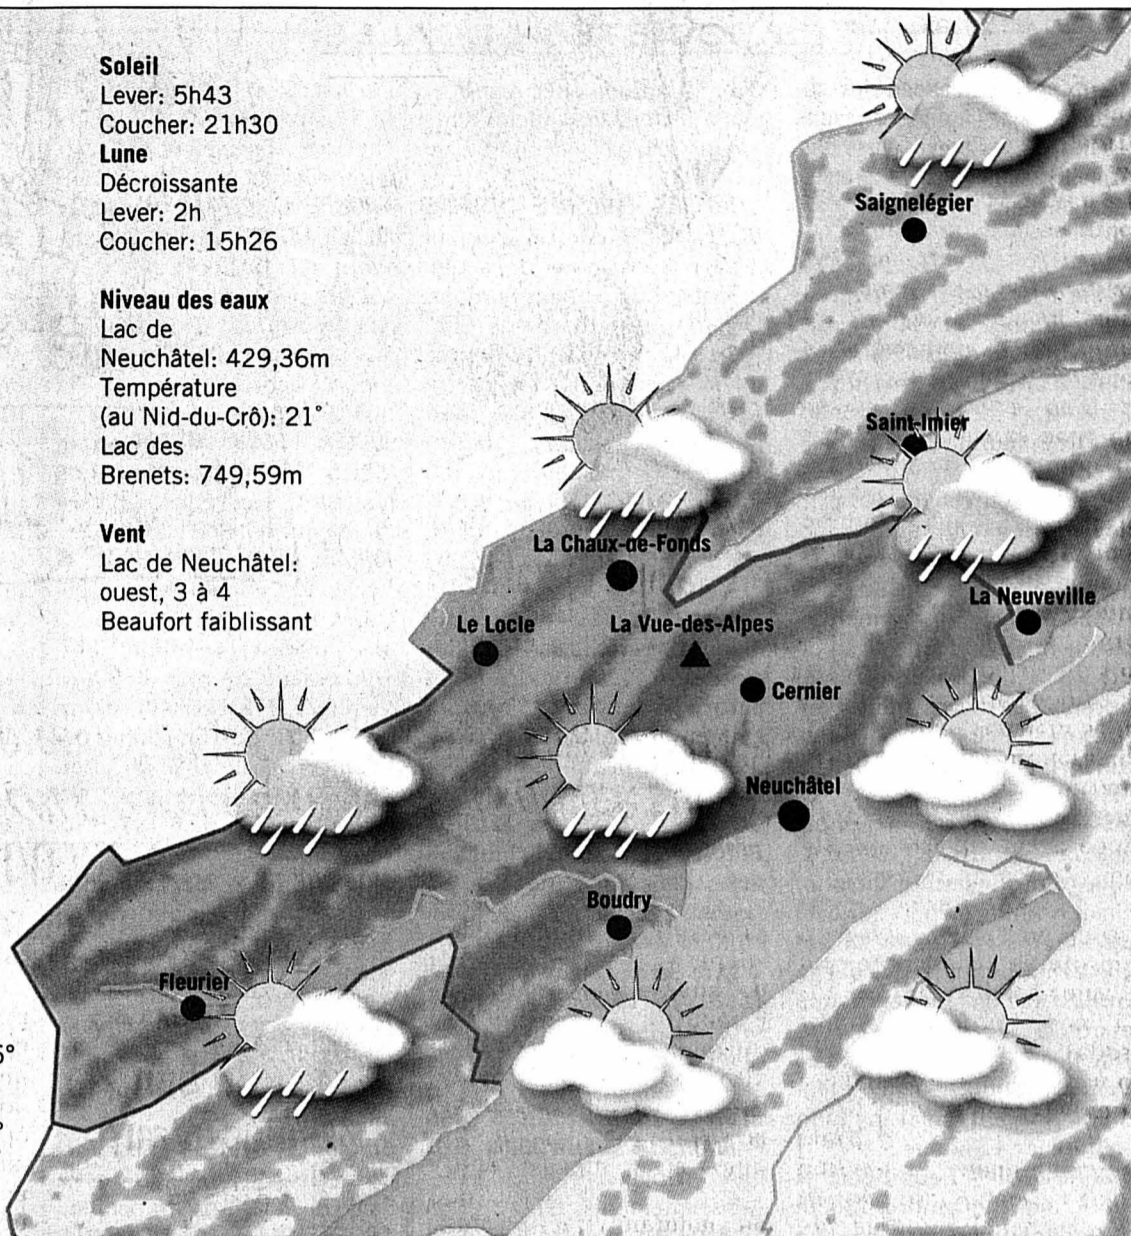 Soleil
Lever: 5h43
Coucher: 21h30
Lune
Décroissante
Lever: 2h
Coucher: 15h26
Niveau des eaux
Lac de
Neuchâtel: 429,36m
Température
(au Nid-du-Crô): 21°
Lac des
Brenets: 749,59m
Vent
Lac de Neuchâtel:
ouest, 3 à 4
Beaufort faiblissant
Saignelégier
Saint-Imier
La Chaux-de-Fonds
La Neuveville
Le Locle
La Vue-des-Alpes
Cernier
Neuchâtel
Boudry
Fleurier